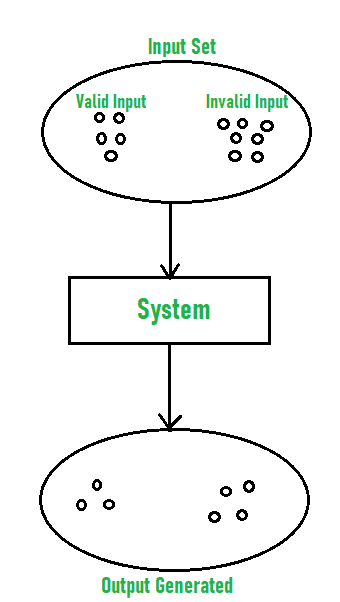 Input Set
Valid Input
Invalid Input
System
Output Generated